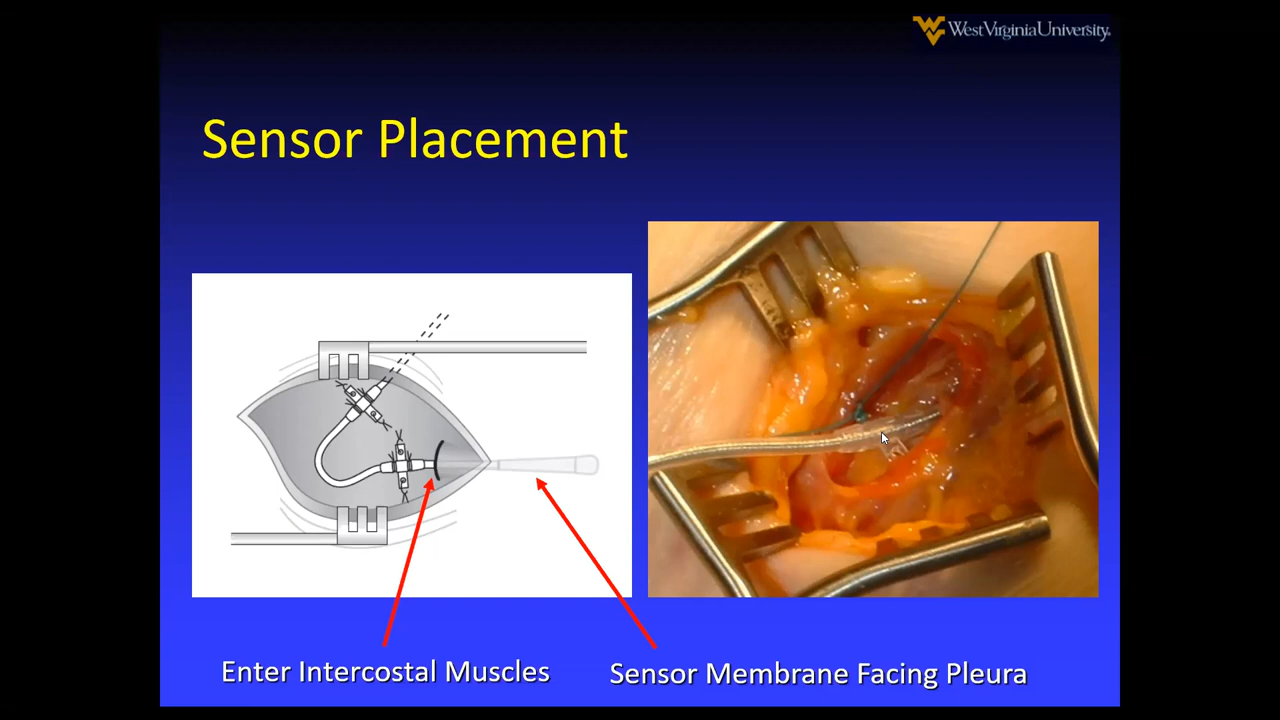 West Virginia University.
Sensor Placement
Enter Intercostal Muscles
Sensor Membrane Facing Pleura